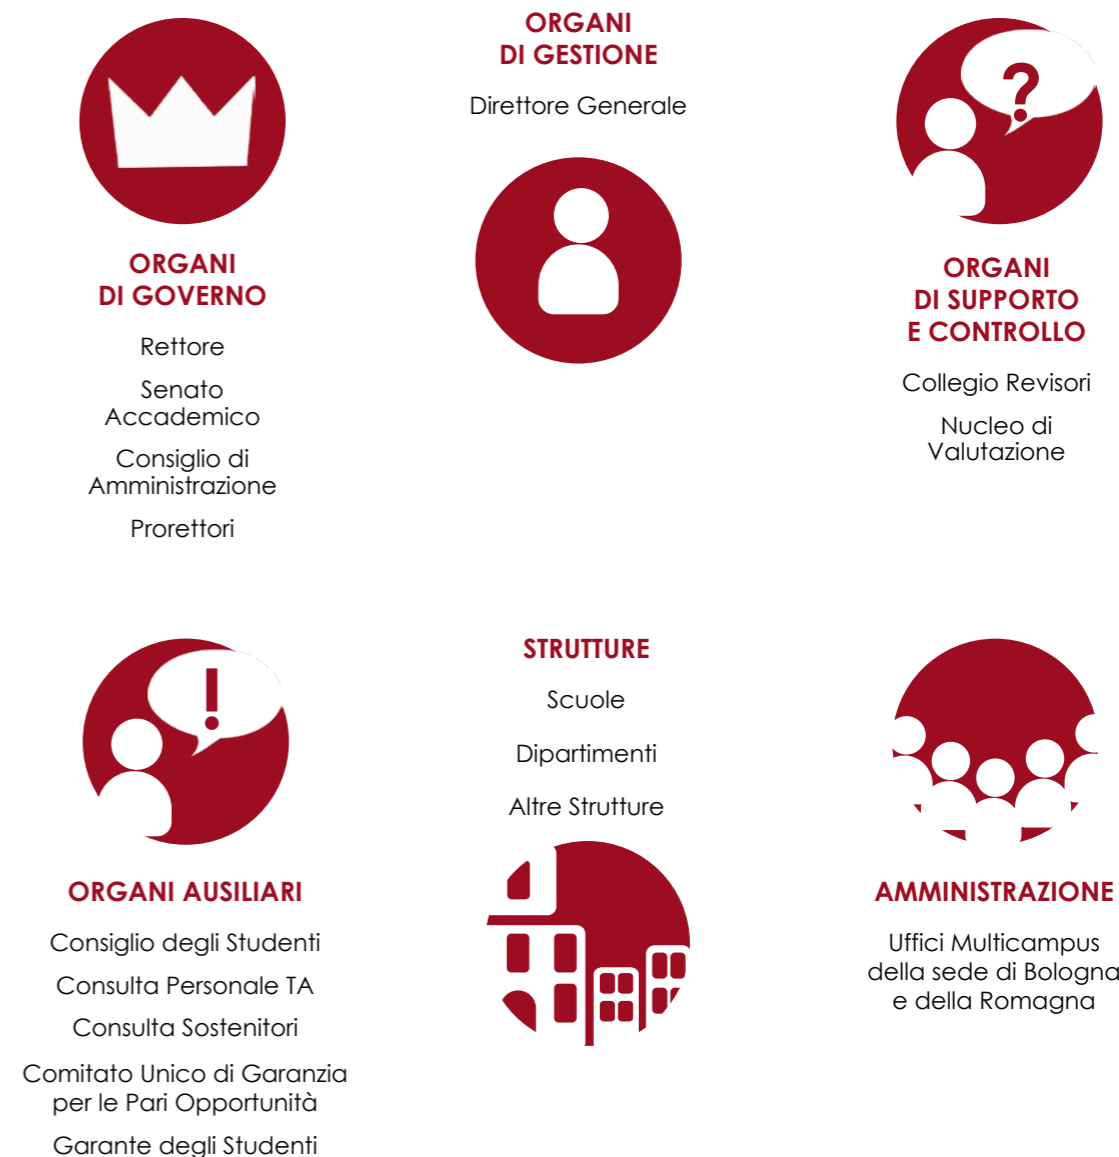 ORGANI
DI GOVERNO
Rettore
Senato
Accademico
Consiglio di
Amministrazione
Prorettori
ORGANI
DI GESTIONE
Direttore Generale
?
ORGANI
DI SUPPORTO
E CONTROLLO
Collegio Revisori
Nucleo di
Valutazione
!
ORGANI AUSILIARI
Consiglio degli Studenti
Consulta Personale TA
Consulta Sostenitori
Comitato Unico di Garanzia
per le Pari Opportunità
Garante degli Studenti
STRUTTURE
Scuole
Dipartimenti
Altre Strutture
AMMINISTRAZIONE
Uffici Multicampus
della sede di Bologna
e della Romagna